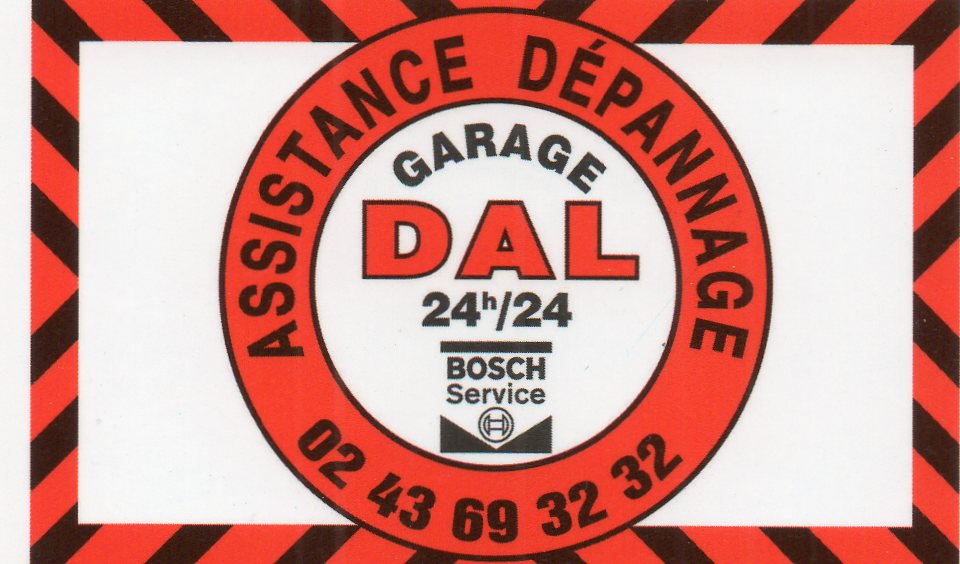 ASSISTANCE DÉPANNAGE
GARAGE
DAL
24h/24
BOSCH
Service
02 43 69 32 32